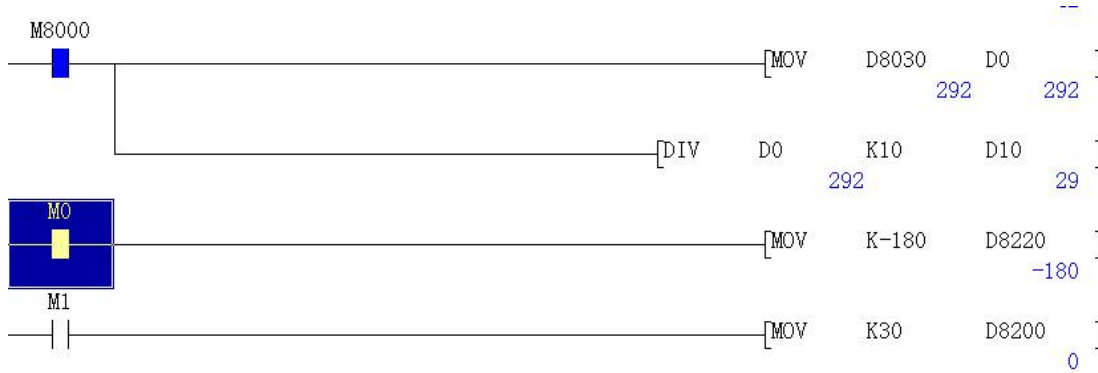 M8000
[MOV D8030 D0 ]
292 292
[DIV D0 K10 D10 ]
292 29
M0
[MOV K-180 D8220 ]
-180
M1
[MOV K30 D8200 ]
0